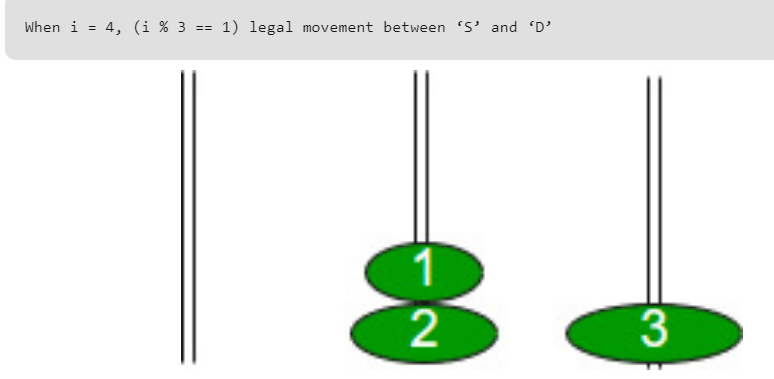 When i = 4, (i % 3 == 1) legal movement between ‘S’ and ‘D’
1
2
3